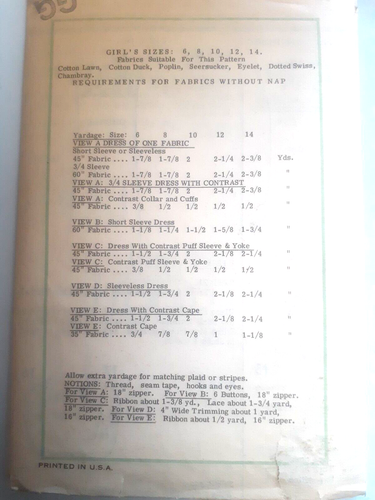 GIRL'S SIZES: 6, 8, 10, 12, 14.
Fabrics Suitable For This Pattern
Cotton Lawn, Cotton Duck, Poplin, Seersucker, Eyelet, Dotted Swiss,
Chambray.
REQUIREMENTS FOR FABRICS WITHOUT NAP
Yardage: Size: 6 8 10 12 14
VIEW A DRESS OF ONE FABRIC
Short Sleeve or Sleeveless
45" Fabric .... 1-7/8 1-7/8 2 2-1/4 2-3/8 Yds.
3/4 Sleeve
60" Fabric .... 1-7/8 1-7/8 2 2-1/4 2-3/8 "
VIEW A: 3/4 SLEEVE DRESS WITH CONTRAST
45" Fabric .... 1-7/8 1-7/8 2 2-1/4 2-3/8 "
VIEW A: Contrast Collar and Cuffs
45" Fabric .... 3/8 1/2 1/2 1/2 1/2 "
VIEW B: Short Sleeve Dress
60" Fabric .... 1-1/8 1-1/4 1-1/2 1-5/8 1-3/4 "
VIEW C: Dress With Contrast Puff Sleeve & Yoke
45" Fabric .... 1-1/2 1-3/4 2 2-1/8 2-1/4 "
VIEW C: Contrast Puff Sleeve & Yoke
45" Fabric .... 3/8 1/2 1/2 1/2 1/2 "
VIEW D: Sleeveless Dress
45" Fabric .... 1-1/2 1-3/4 2 2-1/8 2-1/4 "
VIEW E: Dress With Contrast Cape
45" Fabric .... 1-1/2 1-3/4 2 2-1/8 2-1/4 "
VIEW E: Contrast Cape
35" Fabric .... 3/4 7/8 7/8 1 1-1/8 "
Allow extra yardage for matching plaid or stripes.
NOTIONS: Thread, seam tape, hooks and eyes.
For View A: 18" zipper. For View B: 6 Buttons, 18" zipper.
For View C: Ribbon about 1-3/8 yd., Lace about 1-3/4 yard,
18" zipper. For View D: 4" Wide Trimming about 1 yard,
16" zipper. For View E: Ribbon about 1/2 yard, 16" zipper.
PRINTED IN U.S.A.